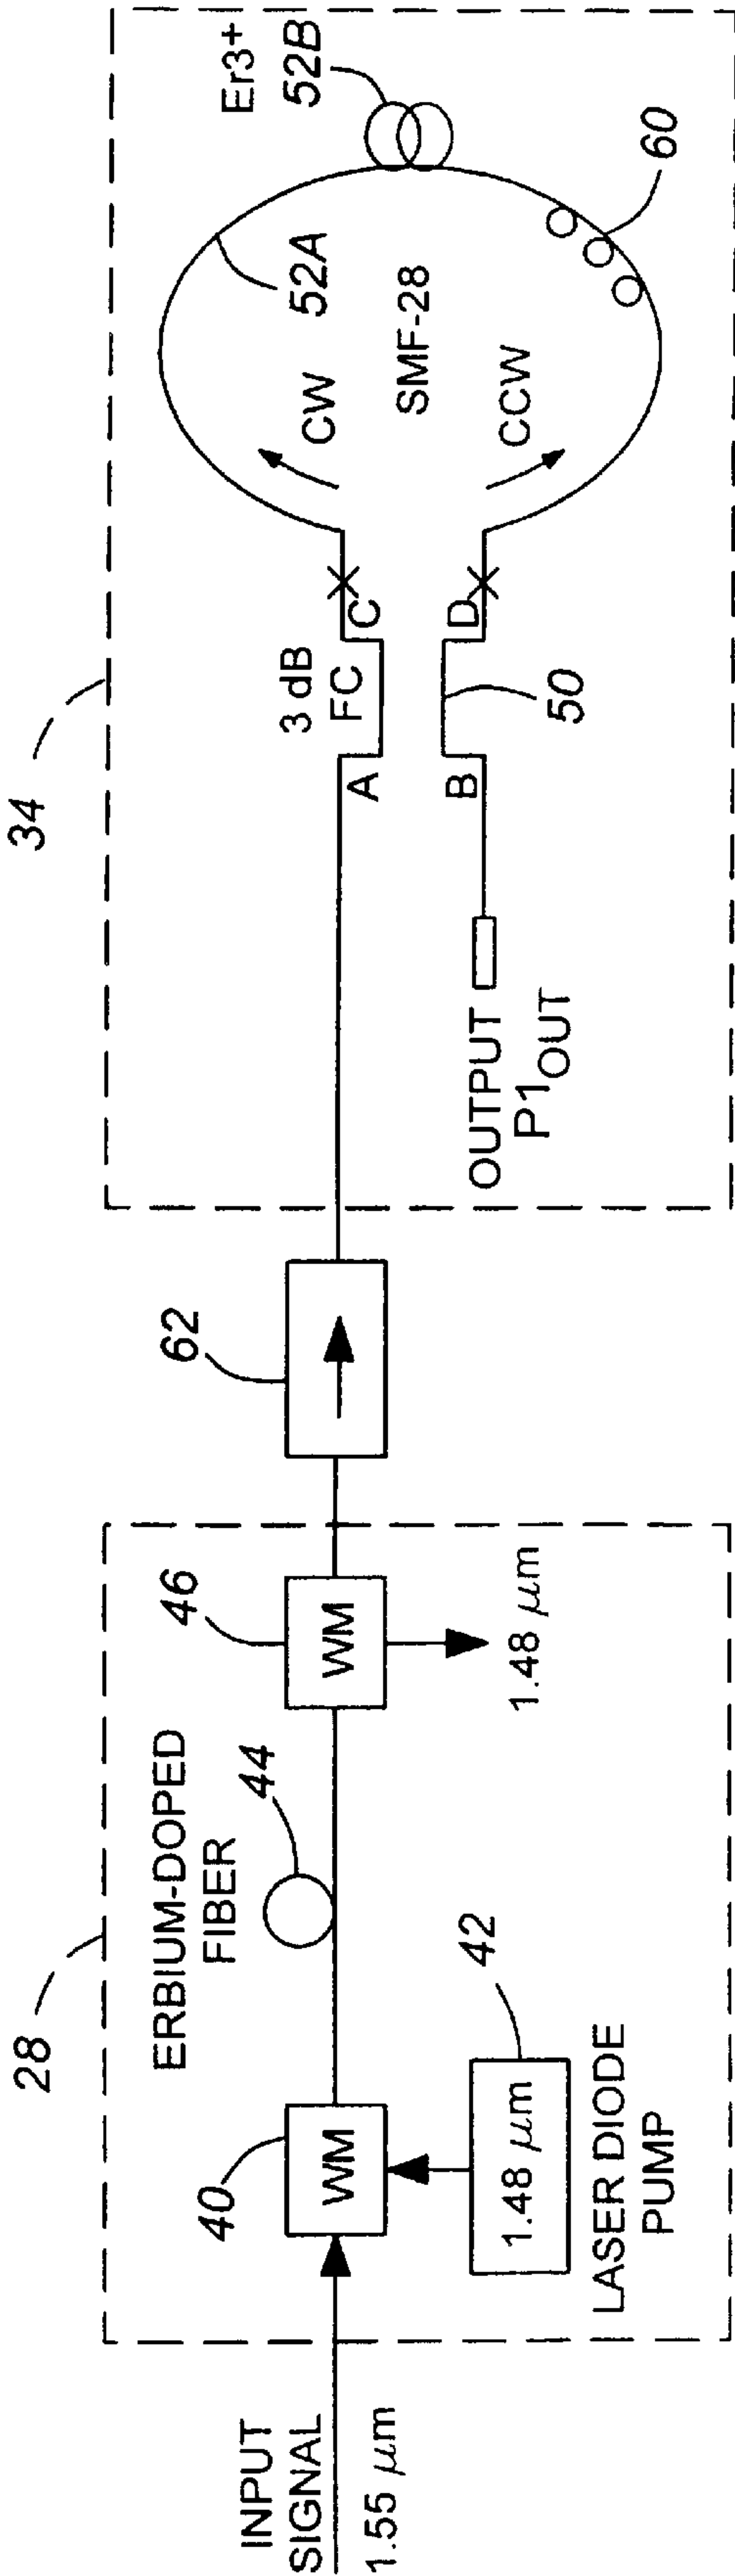 INPUT
SIGNAL
1.55 μm
28
40
WM
1.48 μm
42
LASER DIODE
PUMP
ERBIUM-DOPED
FIBER
44
46
WM
1.48 μm
62
34
OUTPUT
P1OUT
A
B
3 dB
FC
C
D
50
CW
SMF-28
CCW
52A
Er3+
52B
60